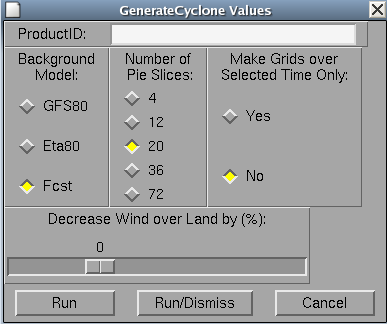 GenerateCyclone Values
ProductID:
Background
Model:
GFS80
Eta80
Fcst
Number of
Pie Slices:
4
12
20
36
72
Make Grids over
Selected Time Only:
Yes
No
Decrease Wind over Land by (%):
0
Run
Run/Dismiss
Cancel